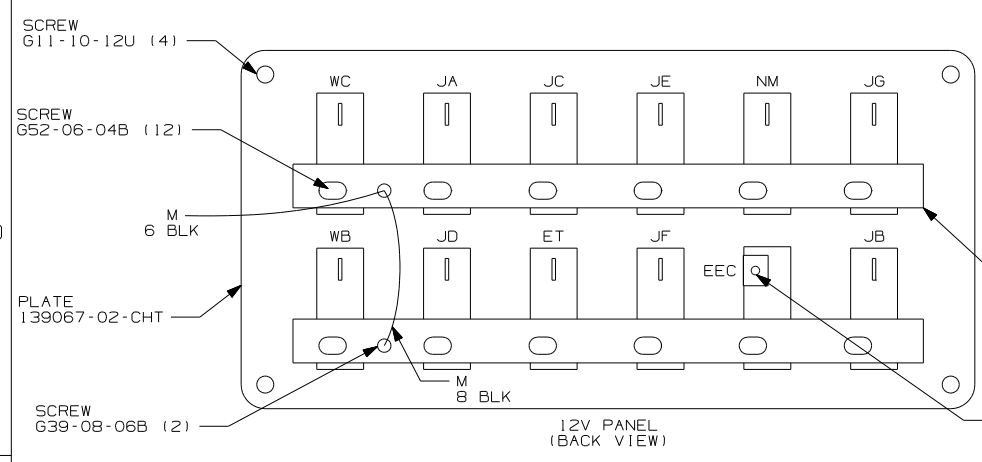 SCREW
G11-10-12U (4)
WC JA JC JE NM JG
SCREW
G52-06-04B (12)
M
6 BLK
WB JD ET JF JB
EEC
PLATE
139067-02-CHT
M
8 BLK
SCREW
G39-08-06B (2)
12V PANEL
(BACK VIEW)
)